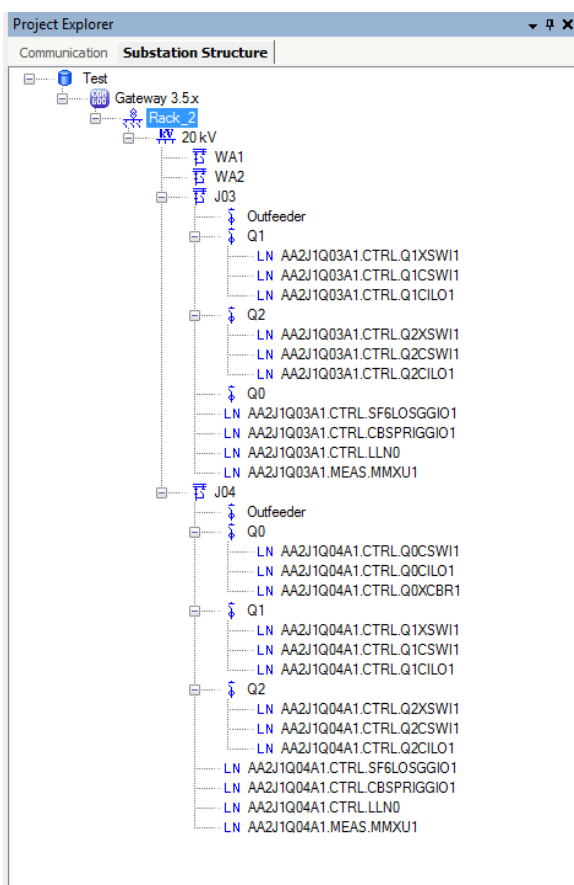 Project Explorer
Communication Substation Structure
Test
COM 600 Gateway 3.5.x
Rack_2
KV 20 kV
WA1
WA2
J03
Outfeeder
Q1
LN AA2J1Q03A1.CTRL.Q1XSWI1
LN AA2J1Q03A1.CTRL.Q1CSWI1
LN AA2J1Q03A1.CTRL.Q1CILO1
Q2
LN AA2J1Q03A1.CTRL.Q2XSWI1
LN AA2J1Q03A1.CTRL.Q2CSWI1
LN AA2J1Q03A1.CTRL.Q2CILO1
Q0
LN AA2J1Q03A1.CTRL.SF6LOSGGIO1
LN AA2J1Q03A1.CTRL.CBSPRIGGIO1
LN AA2J1Q03A1.CTRL.LLN0
LN AA2J1Q03A1.MEAS.MMXU1
J04
Outfeeder
Q0
LN AA2J1Q04A1.CTRL.Q0CSWI1
LN AA2J1Q04A1.CTRL.Q0CILO1
LN AA2J1Q04A1.CTRL.Q0XCBR1
Q1
LN AA2J1Q04A1.CTRL.Q1XSWI1
LN AA2J1Q04A1.CTRL.Q1CSWI1
LN AA2J1Q04A1.CTRL.Q1CILO1
Q2
LN AA2J1Q04A1.CTRL.Q2XSWI1
LN AA2J1Q04A1.CTRL.Q2CSWI1
LN AA2J1Q04A1.CTRL.Q2CILO1
LN AA2J1Q04A1.CTRL.SF6LOSGGIO1
LN AA2J1Q04A1.CTRL.CBSPRIGGIO1
LN AA2J1Q04A1.CTRL.LLN0
LN AA2J1Q04A1.MEAS.MMXU1